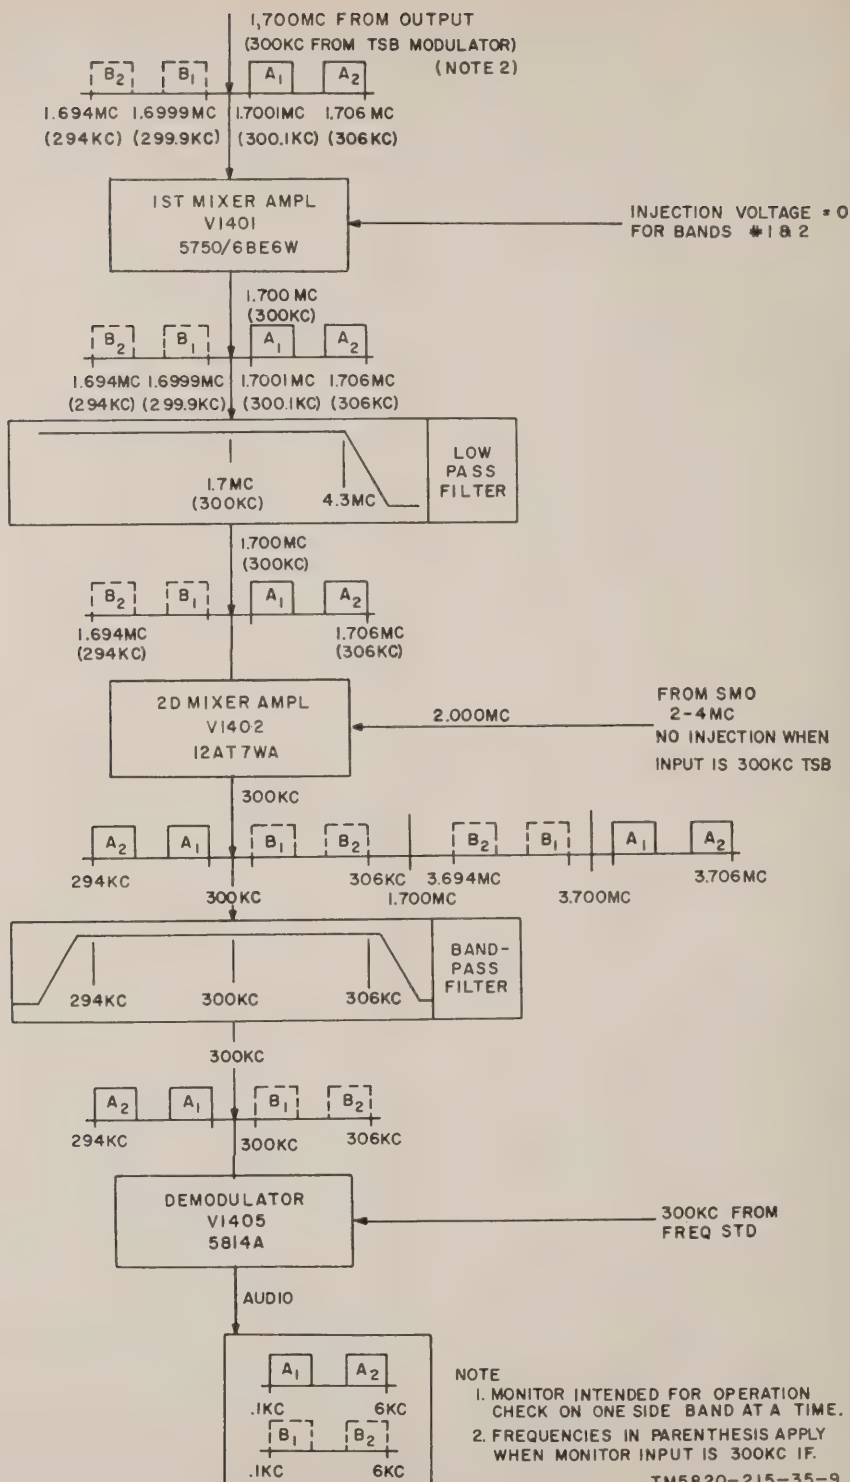 1,700MC FROM OUTPUT
(300KC FROM TSB MODULATOR)
(NOTE 2)
B2 B1 A1 A2
1.694MC 1.6999MC 1.7001MC 1.706MC
(294KC) (299.9KC) (300.1KC) (306KC)
1ST MIXER AMPL
V1401
5750/6BE6W
INJECTION VOLTAGE = 0
FOR BANDS #1 & 2
1.700 MC
(300KC)
B2 B1 A1 A2
1.694MC 1.6999MC 1.7001MC 1.706MC
(294KC) (299.9KC) (300.1KC) (306KC)
1.7MC
(300KC)
4.3MC
LOW
PASS
FILTER
1.700MC
(300KC)
B2 B1 A1 A2
1.694MC 1.706MC
(294KC) (306KC)
2D MIXER AMPL
V1402
12AT7WA
2.000MC
FROM SMO
2-4MC
NO INJECTION WHEN
INPUT IS 300KC TSB
300KC
A2 A1 B1 B2 B2 B1 A1 A2
294KC 300KC 306KC 1.700MC 3.694MC 3.700MC 3.706MC
294KC 300KC 306KC
BAND-
PASS
FILTER
300KC
A2 A1 B1 B2
294KC 300KC 306KC
DEMODULATOR
V1405
5814A
300KC FROM
FREQ STD
AUDIO
A1 A2
.1KC 6KC
B1 B2
.1KC 6KC
NOTE
1. MONITOR INTENDED FOR OPERATION
CHECK ON ONE SIDE BAND AT A TIME.
2. FREQUENCIES IN PARENTHESIS APPLY
WHEN MONITOR INPUT IS 300KC IF.
TM5820-215-35-9